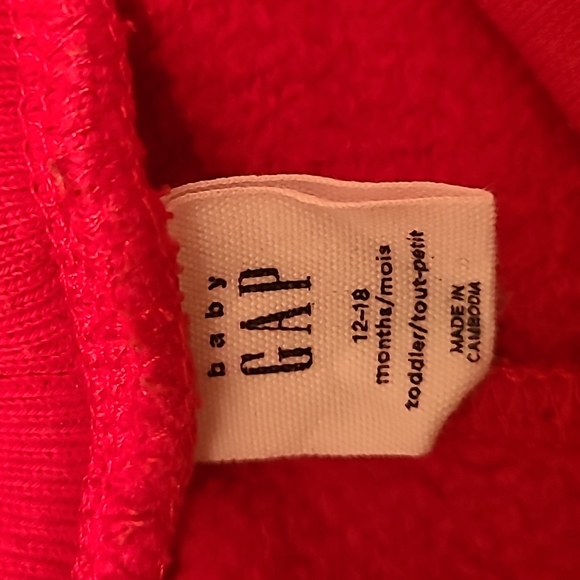 baby
GAP
12-18
months/mois
toddler/tout-petit
MADE IN
CAMBODIA